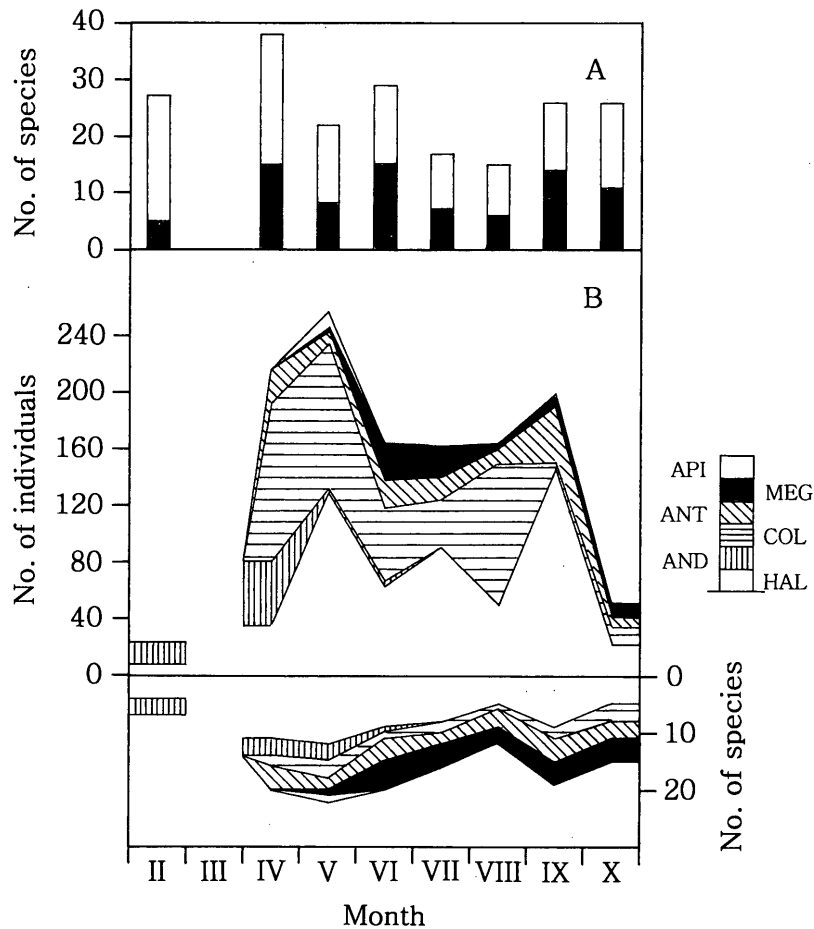 40
30
20
10
0
No. of species
A
B
240
200
160
120
80
40
0
No. of individuals
API
MEG
ANT
COL
AND
HAL
0
10
20
No. of species
II III IV V VI VII VIII IX X
Month